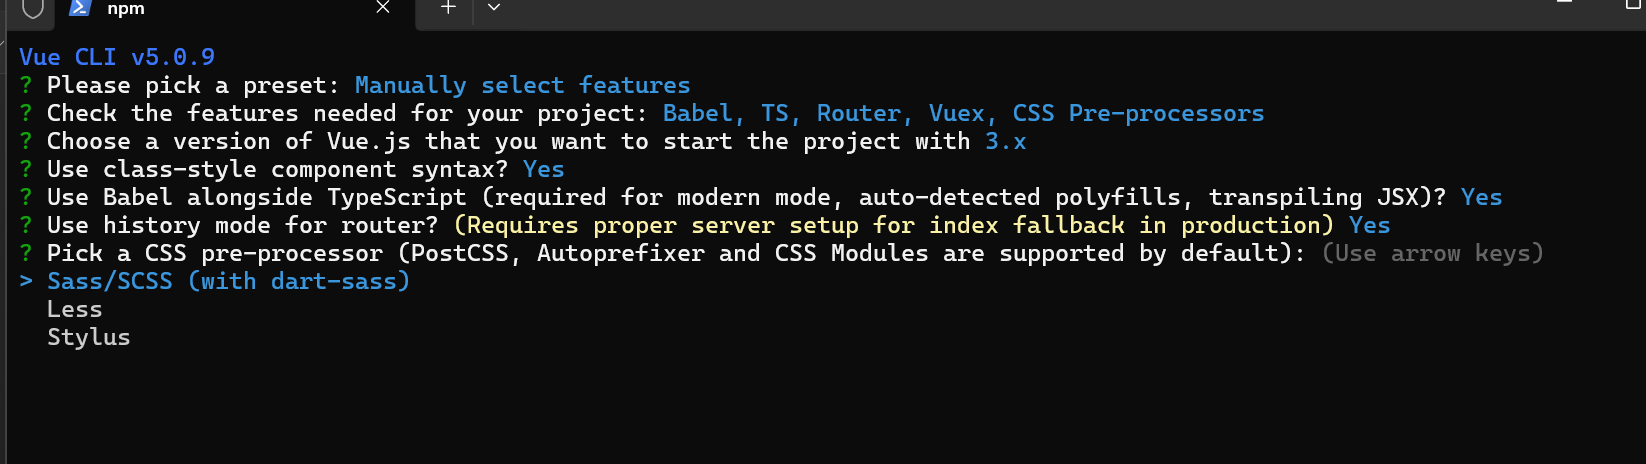 npm
Vue CLI v5.0.9
? Please pick a preset: Manually select features
? Check the features needed for your project: Babel, TS, Router, Vuex, CSS Pre-processors
? Choose a version of Vue.js that you want to start the project with 3.x
? Use class-style component syntax? Yes
? Use Babel alongside TypeScript (required for modern mode, auto-detected polyfills, transpiling JSX)? Yes
? Use history mode for router? (Requires proper server setup for index fallback in production) Yes
? Pick a CSS pre-processor (PostCSS, Autoprefixer and CSS Modules are supported by default): (Use arrow keys)
> Sass/SCSS (with dart-sass)
Less
Stylus